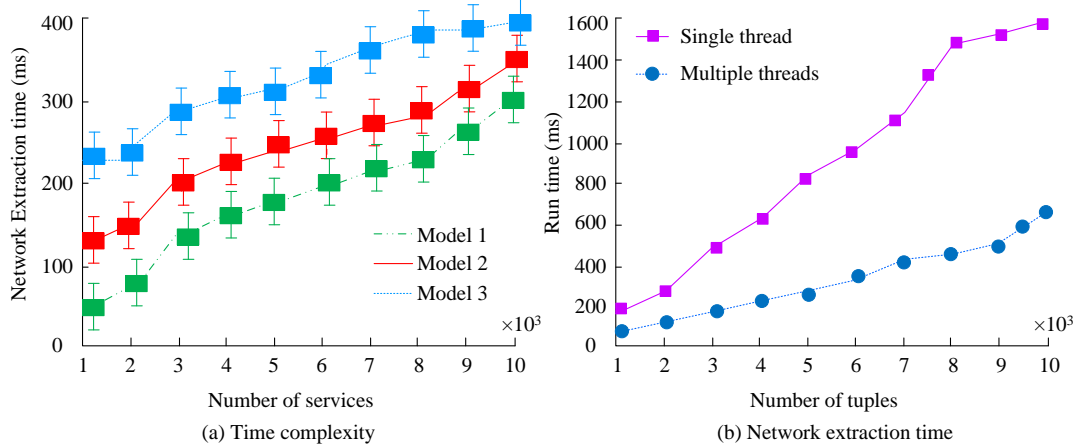 400
300
200
100
0
Network Extraction time (ms)
Model 1
Model 2
Model 3
×10³
1 2 3 4 5 6 7 8 9 10
Number of services
(a) Time complexity
1600
1400
1200
1000
800
600
400
200
0
Run time (ms)
Single thread
Multiple threads
×10³
1 2 3 4 5 6 7 8 9 10
Number of tuples
(b) Network extraction time